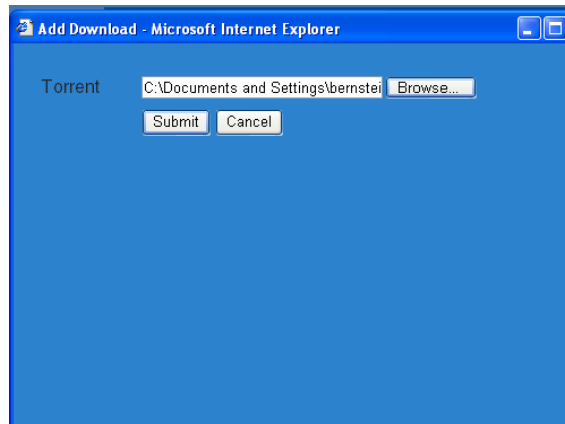 Add Download - Microsoft Internet Explorer
Torrent C:\Documents and Settings\bernstei Browse...
Submit Cancel